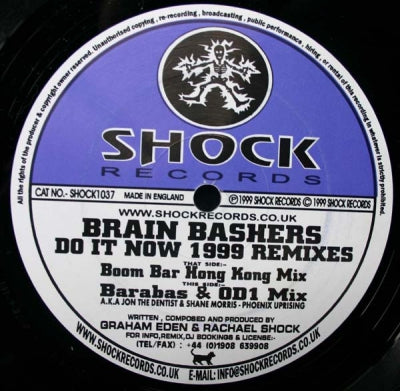 All the rights of the producer & copyright owner reserved. Unauthorised copying , re-recording , broadcasting , public performance , hiring , or rental of this recording in whatever is strictly prohibited.
SHOCK
RECORDS
CAT NO.- SHOCK1037
MADE IN ENGLAND
℗ 1999 SHOCK RECORDS © 1999 SHOCK RECORDS
WWW.SHOCKRECORDS.CO.UK
BRAIN BASHERS
DO IT NOW 1999 REMIXES
THAT SIDE:-
Boom Bar Hong Kong Mix
THIS SIDE:-
Barabas & OD1 Mix
A.K.A JON THE DENTIST & SHANE MORRIS - PHOENIX UPRISING
WRITTEN , COMPOSED AND PRODUCED BY
GRAHAM EDEN & RACHAEL SHOCK
FOR INFO,REMIX,DJ BOOKINGS & LICENSE:-
(TEL/FAX) : +44 (0)1908 639908
WWW.SHOCKRECORDS.CO.UK
E-MAIL: INFO@SHOCKRECORDS.CO.UK